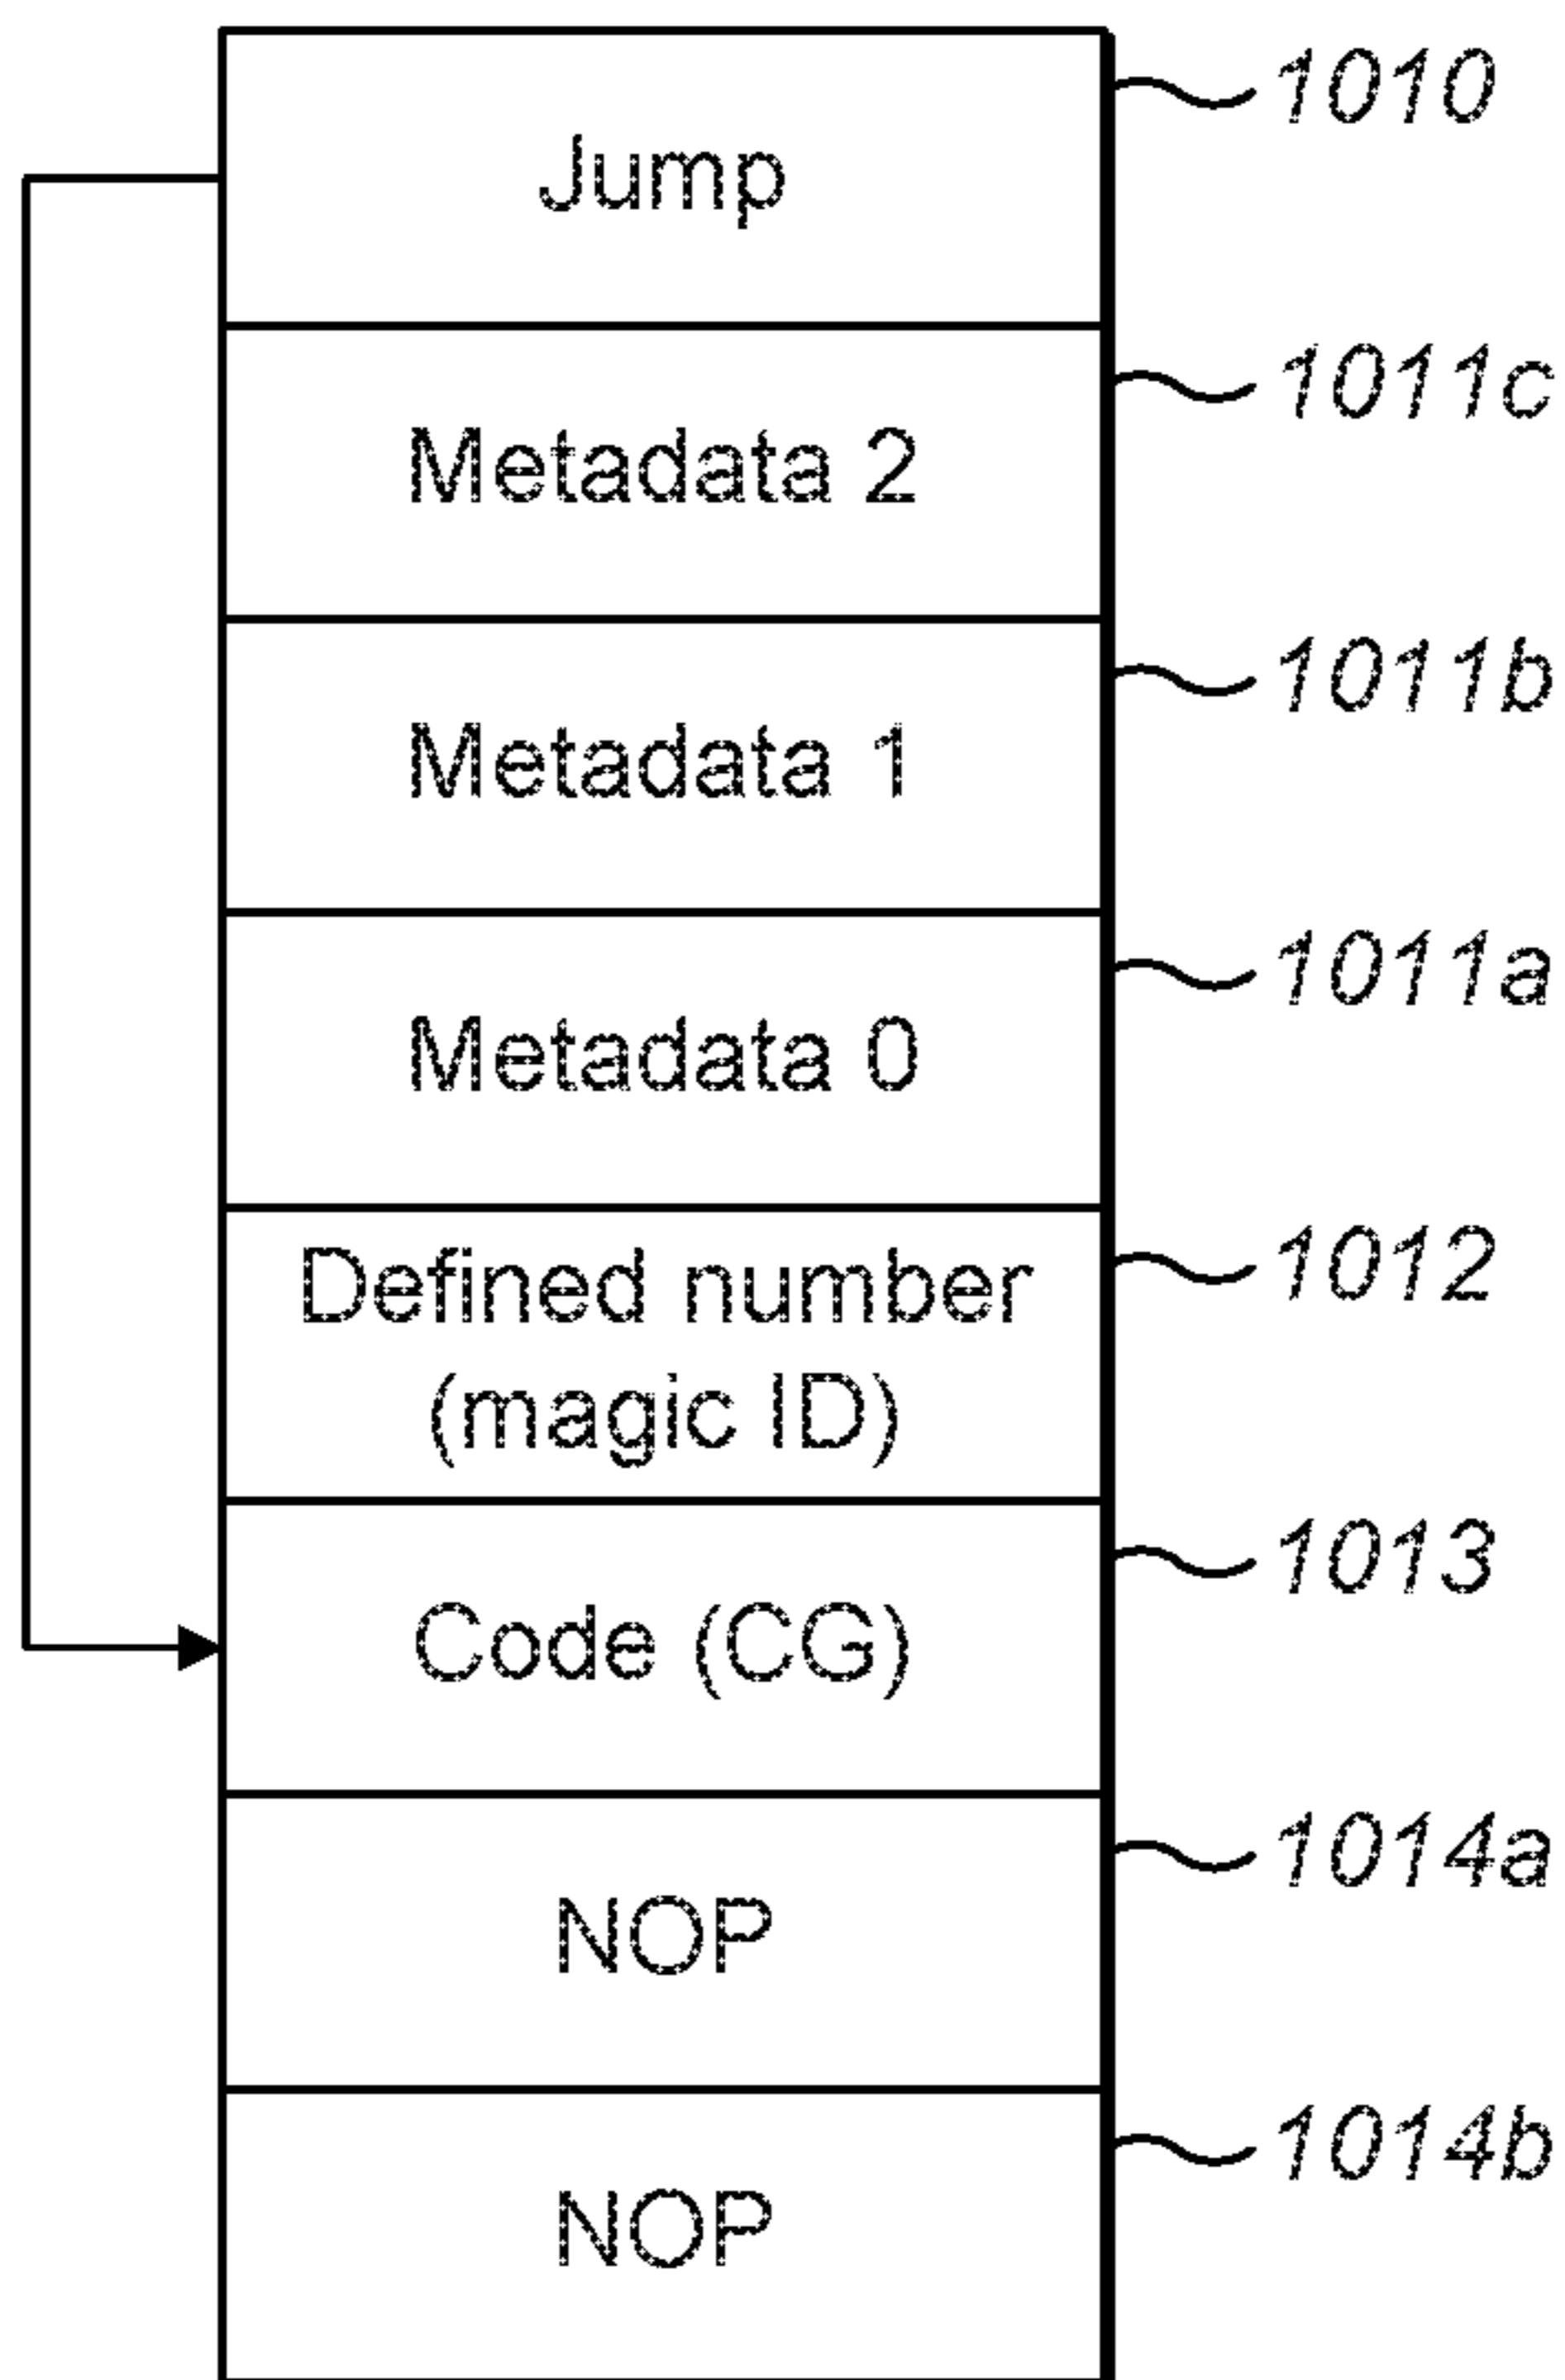 Jump
1010
Metadata 2
1011c
Metadata 1
1011b
Metadata 0
1011a
Defined number
(magic ID)
1012
Code (CG)
1013
NOP
1014a
NOP
1014b